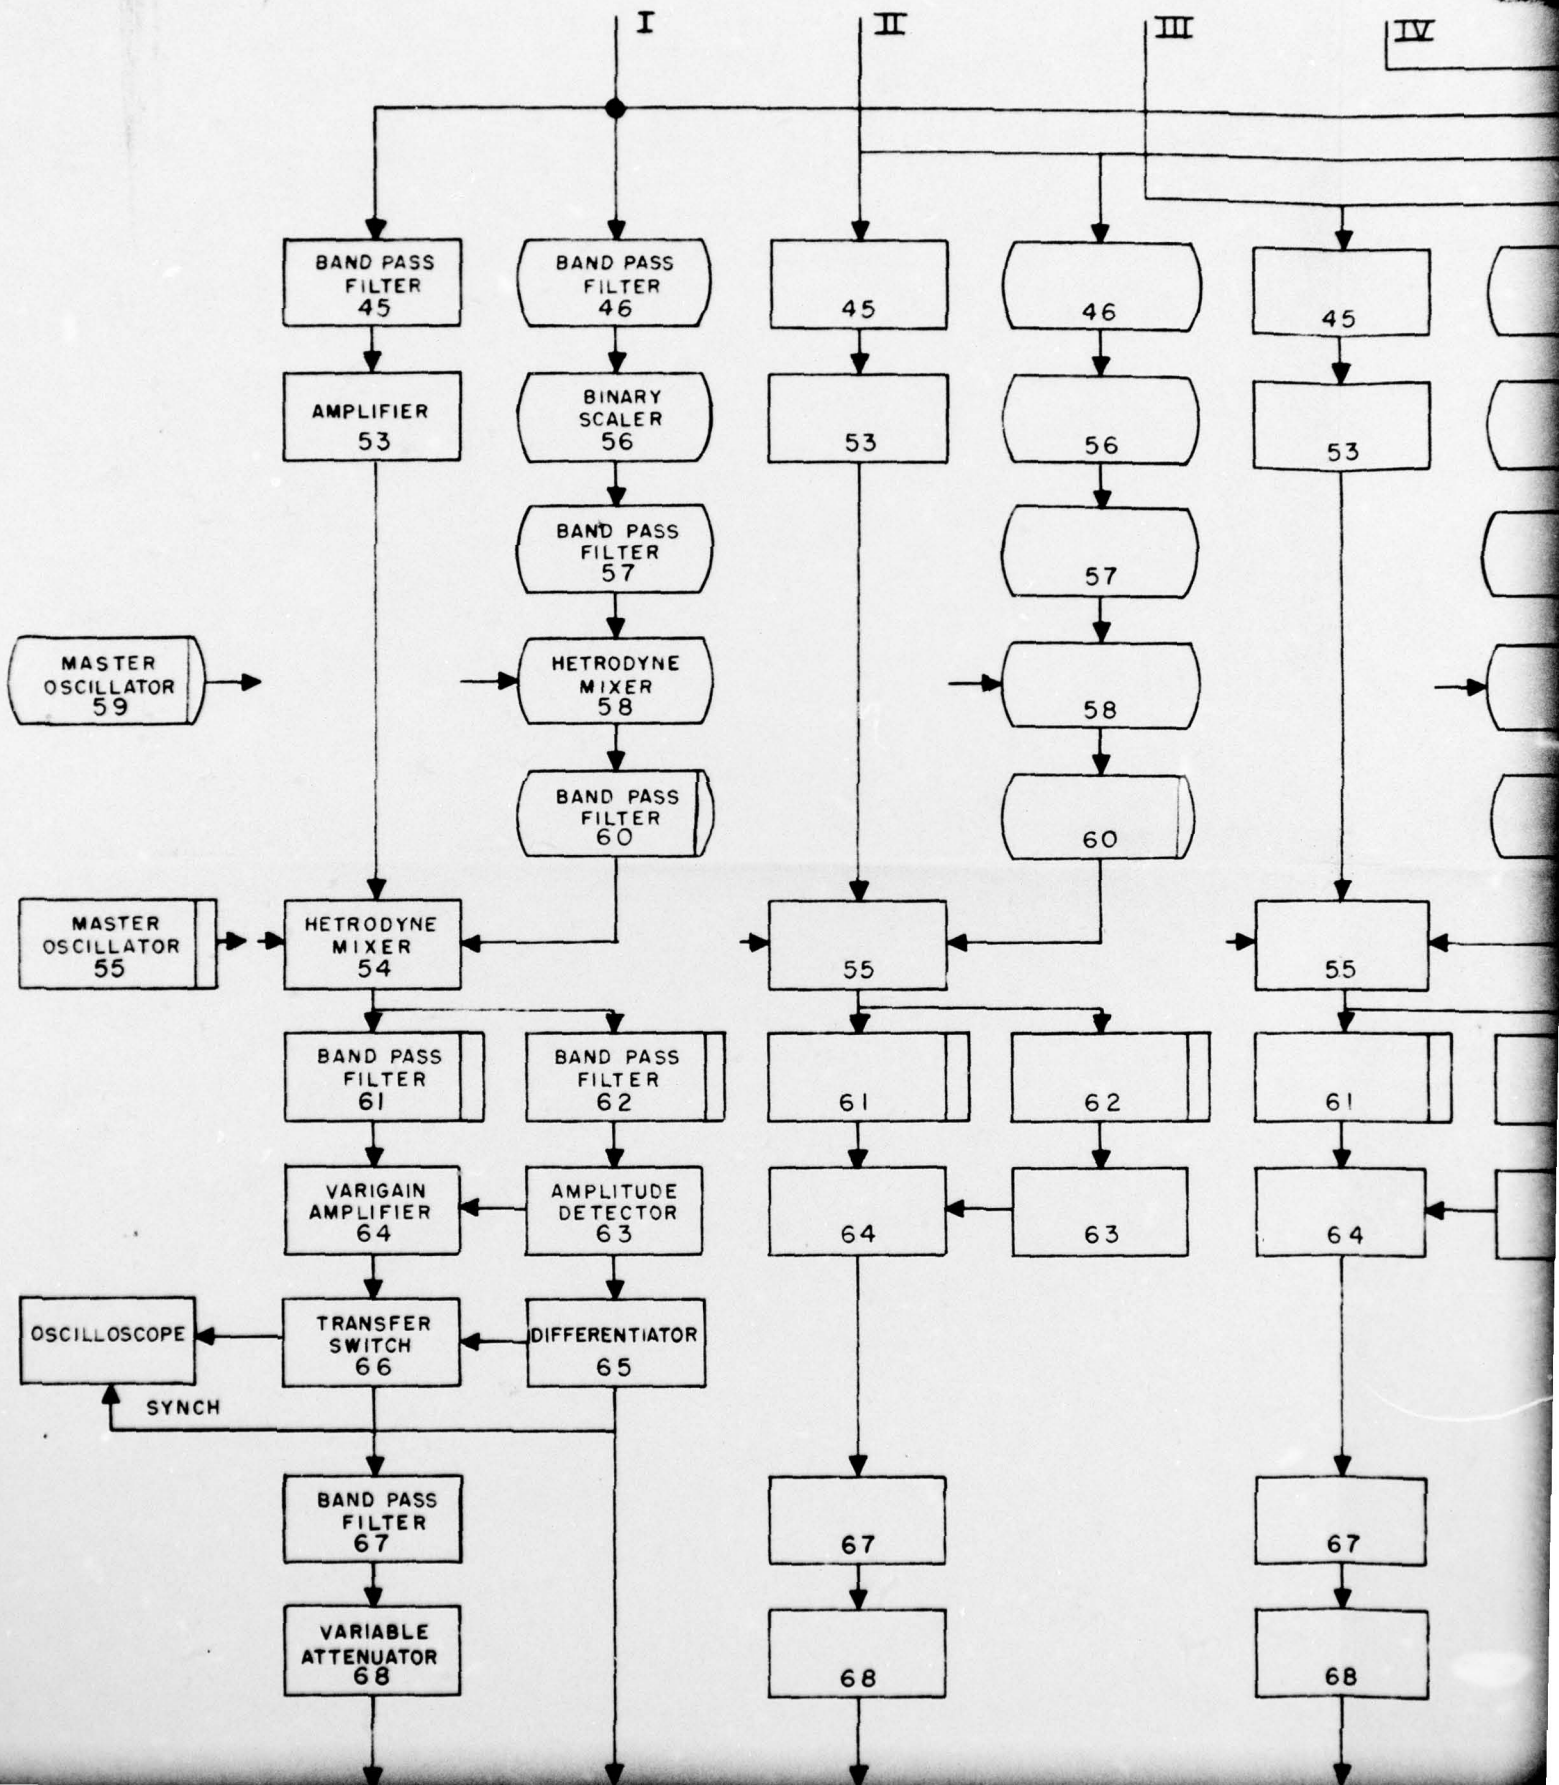 I
II
III
IV
BAND PASS
FILTER
45
BAND PASS
FILTER
46
45
46
45
AMPLIFIER
53
BINARY
SCALER
56
53
56
53
BAND PASS
FILTER
57
57
MASTER
OSCILLATOR
59
HETRODYNE
MIXER
58
58
BAND PASS
FILTER
60
60
MASTER
OSCILLATOR
55
HETRODYNE
MIXER
54
55
55
BAND PASS
FILTER
61
BAND PASS
FILTER
62
61
62
61
VARIGAIN
AMPLIFIER
64
AMPLITUDE
DETECTOR
63
64
63
64
OSCILLOSCOPE
TRANSFER
SWITCH
66
DIFFERENTIATOR
65
SYNCH
BAND PASS
FILTER
67
67
67
VARIABLE
ATTENUATOR
68
68
68